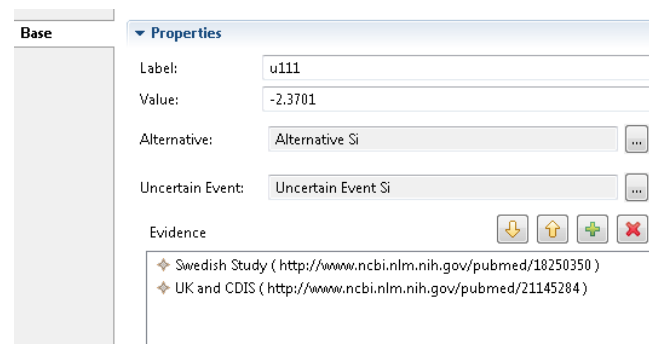 Base
Properties
Label: u111
Value: -2.3701
Alternative: Alternative Si ...
Uncertain Event: Uncertain Event Si ...
Evidence
Swedish Study ( http://www.ncbi.nlm.nih.gov/pubmed/18250350 )
UK and CDIS ( http://www.ncbi.nlm.nih.gov/pubmed/21145284 )